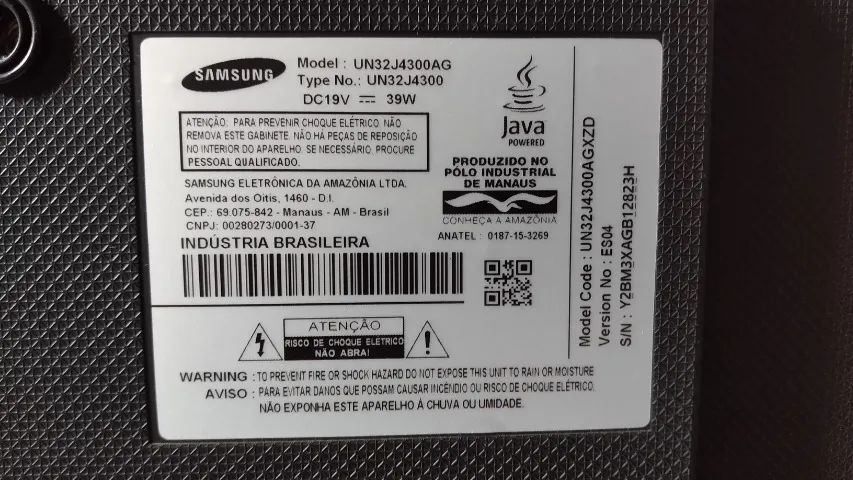 SAMSUNG
Model : UN32J4300AG
Type No.: UN32J4300
DC19V ⎓ 39W
ATENÇÃO: PARA PREVENIR CHOQUE ELÉTRICO, NÃO
REMOVA ESTE GABINETE. NÃO HÁ PEÇAS DE REPOSIÇÃO
NO INTERIOR DO APARELHO. SE NECESSÁRIO, PROCURE
PESSOAL QUALIFICADO.
SAMSUNG ELETRÔNICA DA AMAZÔNIA LTDA.
Avenida dos Oitis, 1460 - D.I.
CEP.: 69.075-842 - Manaus - AM - Brasil
CNPJ: 00280273/0001-37
INDÚSTRIA BRASILEIRA
Java
POWERED
PRODUZIDO NO
PÓLO INDUSTRIAL
DE MANAUS
CONHEÇA A AMAZÔNIA
ANATEL : 0187-15-3269
ATENÇÃO
RISCO DE CHOQUE ELÉTRICO
NÃO ABRA!
WARNING : TO PREVENT FIRE OR SHOCK HAZARD DO NOT EXPOSE THIS UNIT TO RAIN OR MOISTURE
AVISO : PARA EVITAR DANOS QUE POSSAM CAUSAR INCÊNDIO OU RISCO DE CHOQUE ELÉTRICO,
NÃO EXPONHA ESTE APARELHO À CHUVA OU UMIDADE.
Model Code : UN32J4300AGXZD
Version No : ES04
S/N : Y2BM3XAGB12823H